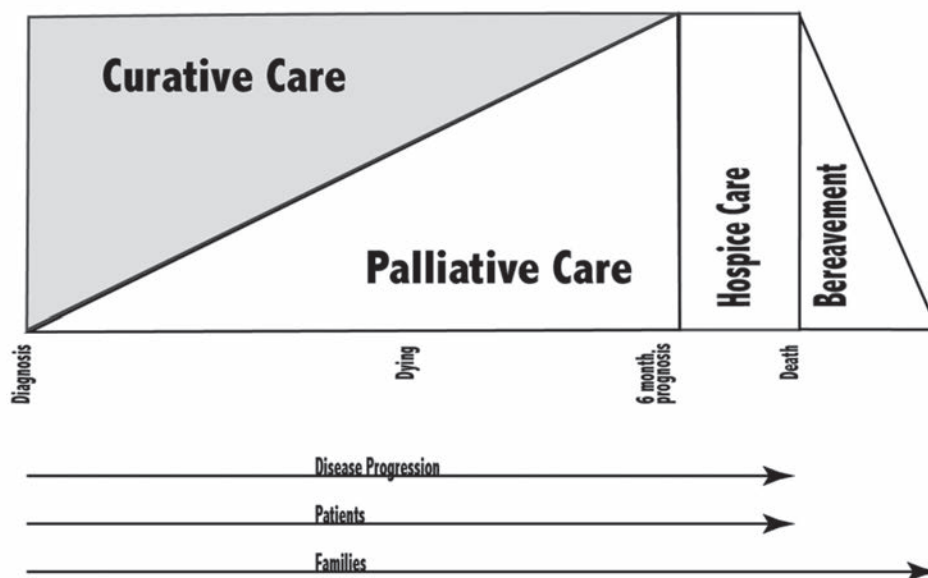 Curative Care
Palliative Care
Hospice Care
Bereavement
Diagnosis
Dying
6 month
prognosis
Death
Disease Progression
Patients
Families